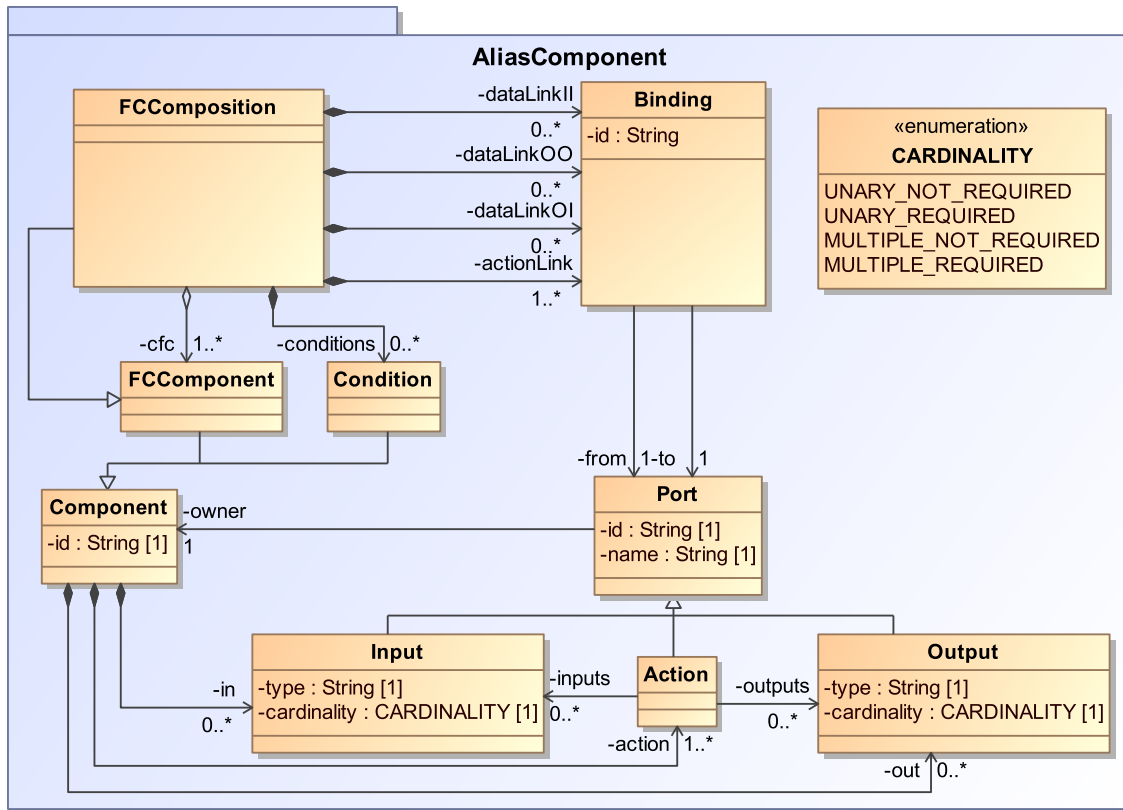 AliasComponent
FCComposition
-dataLinkII
0..*
-dataLinkOO
0..*
-dataLinkOI
0..*
-actionLink
1..*
Binding
-id : String
«enumeration»
CARDINALITY
UNARY_NOT_REQUIRED
UNARY_REQUIRED
MULTIPLE_NOT_REQUIRED
MULTIPLE_REQUIRED
-cfc 1..*
-conditions 0..*
FCComponent
Condition
-from 1 -to 1
Component
-id : String [1]
-owner
1
Port
-id : String [1]
-name : String [1]
Input
-type : String [1]
-cardinality : CARDINALITY [1]
-in
0..*
-inputs
0..*
Action
-outputs
0..*
Output
-type : String [1]
-cardinality : CARDINALITY [1]
-action 1..*
-out 0..*